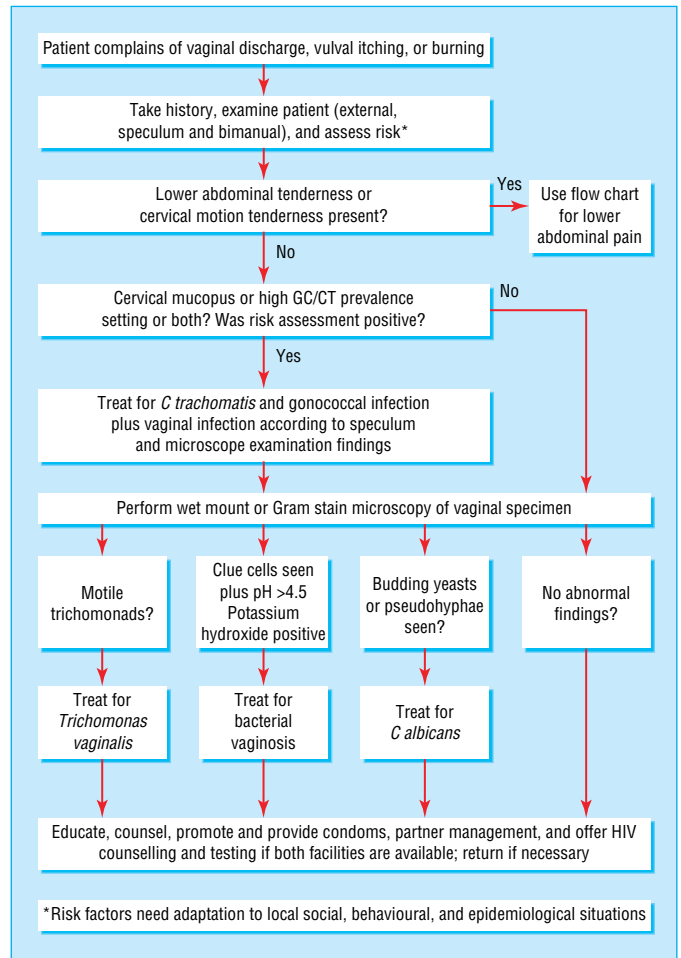 Patient complains of vaginal discharge, vulval itching, or burning
Take history, examine patient (external,
speculum and bimanual), and assess risk*
Lower abdominal tenderness or
cervical motion tenderness present?
Yes
Use flow chart
for lower
abdominal pain
No
Cervical mucopus or high GC/CT prevalence
setting or both? Was risk assessment positive?
No
Yes
Treat for C trachomatis and gonococcal infection
plus vaginal infection according to speculum
and microscope examination findings
Perform wet mount or Gram stain microscopy of vaginal specimen
Motile
trichomonads?
Clue cells seen
plus pH >4.5
Potassium
hydroxide positive
Budding yeasts
or pseudohyphae
seen?
No abnormal
findings?
Treat for
Trichomonas
vaginalis
Treat for
bacterial
vaginosis
Treat for
C albicans
Educate, counsel, promote and provide condoms, partner management, and offer HIV
counselling and testing if both facilities are available; return if necessary
*Risk factors need adaptation to local social, behavioural, and epidemiological situations